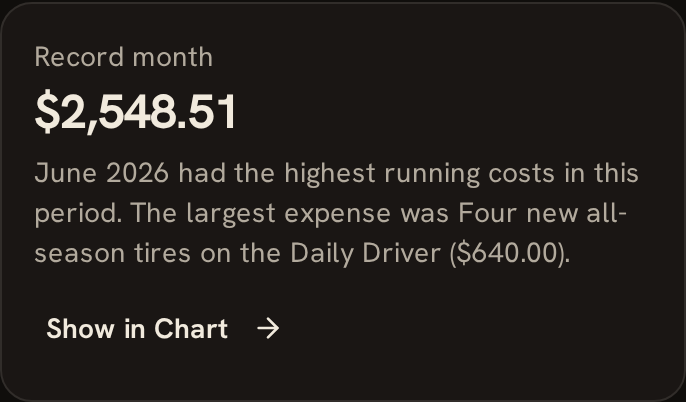 Record month
$2,548.51
June 2026 had the highest running costs in this
period. The largest expense was Four new all-
season tires on the Daily Driver ($640.00).
Show in Chart →